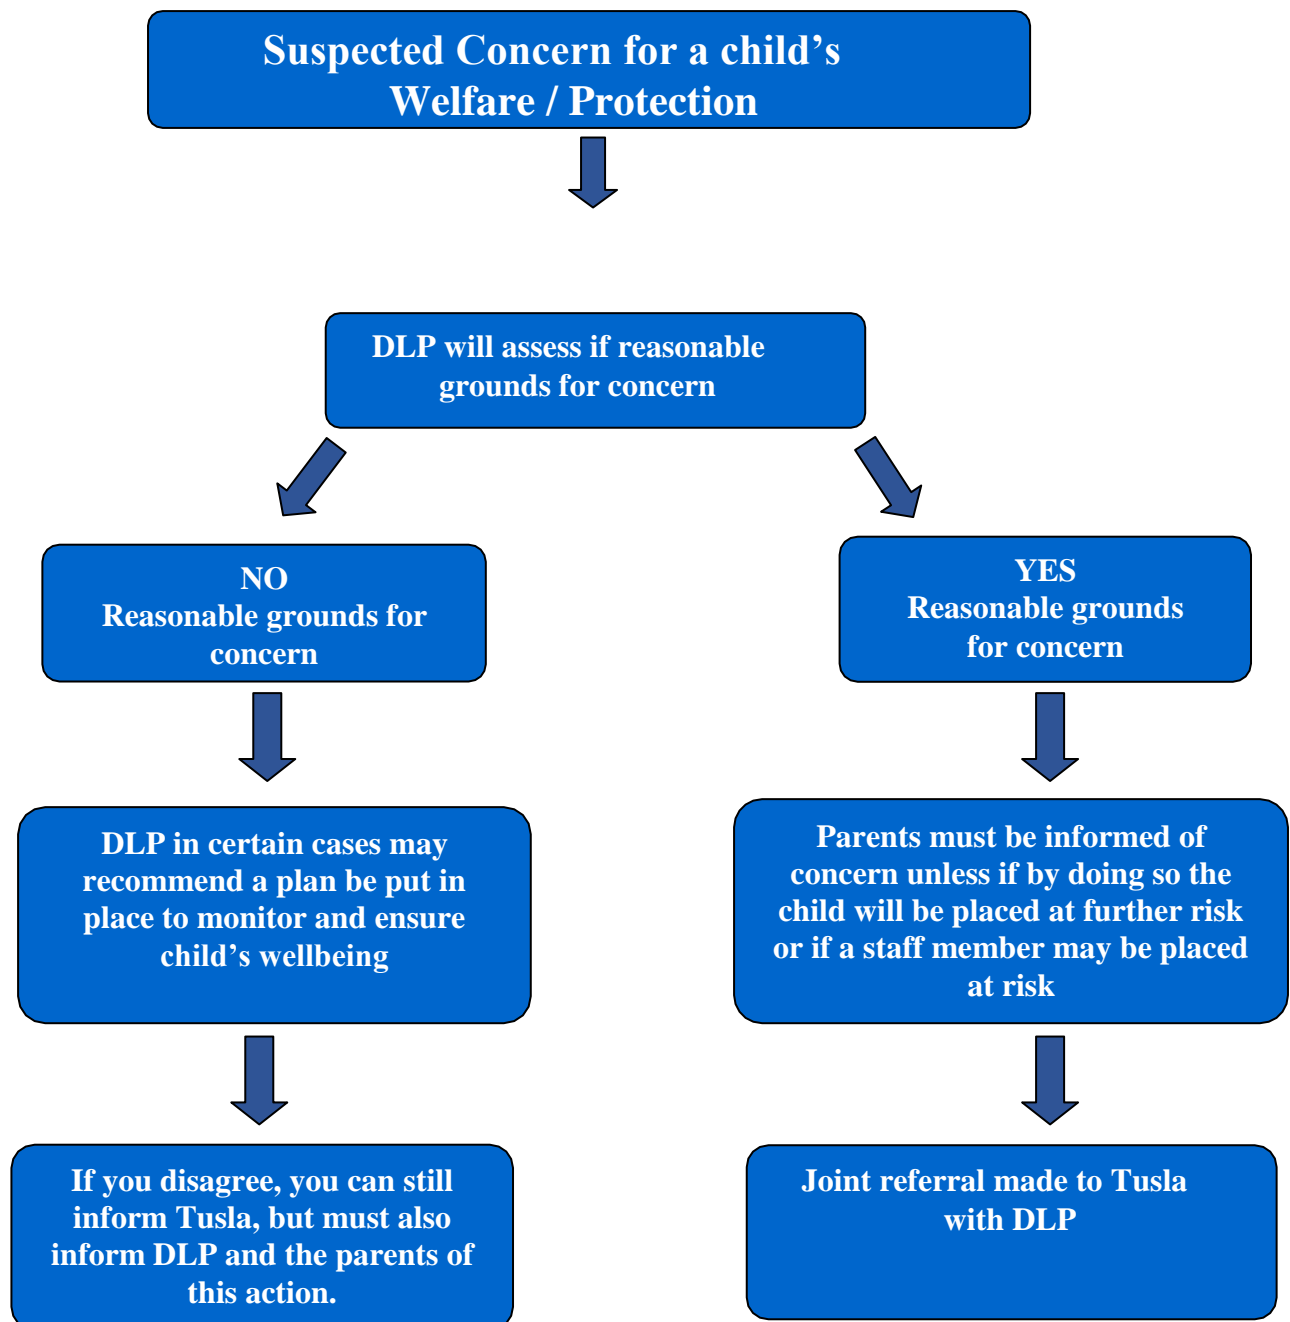 Suspected Concern for a child’s
Welfare / Protection
DLP will assess if reasonable
grounds for concern
NO
Reasonable grounds for
concern
YES
Reasonable grounds
for concern
DLP in certain cases may
recommend a plan be put in
place to monitor and ensure
child’s wellbeing
Parents must be informed of
concern unless if by doing so the
child will be placed at further risk
or if a staff member may be placed
at risk
If you disagree, you can still
inform Tusla, but must also
inform DLP and the parents of
this action.
Joint referral made to Tusla
with DLP